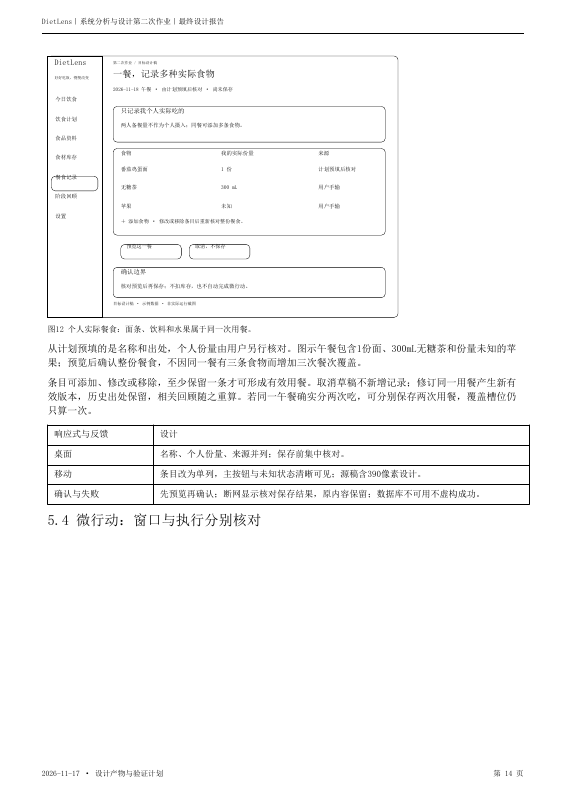 DietLens | 系统分析与设计第二次作业 | 最终设计报告
DietLens
今日饮食
饮食计划
食品资料
食材库存
餐食记录
阶段回顾
设置
一餐，记录多种实际食物
2026-11-10 午餐 · 由计划预填后核对 · 尚未保存
只记录我个人实际吃的
两人备餐量不作为个人摄入；同餐可添加多条食物。
食物 我的实际份量 来源
番茄鸡蛋面 1 份 计划预填后核对
无糖茶 300 mL 用户手输
苹果 未知 用户手输
＋ 添加食物 · 修改或移除条目后重新核对整份餐食。
预览这一餐 取消，不保存
确认边界
核对预览后再保存；不扣库存，也不自动完成微行动。
目标设计稿 · 示例数据 · 非实际运行截图
图12 个人实际餐食：面条、饮料和水果属于同一次用餐。
从计划预填的是名称和出处，个人份量由用户另行核对。图示午餐包含1份面、300mL无糖茶和份量未知的苹
果；预览后确认整份餐食，不因同一餐有三条食物而增加三次餐次覆盖。
条目可添加、修改或移除，至少保留一条才可形成有效用餐。取消草稿不新增记录；修订同一用餐产生新有
效版本，历史出处保留，相关回顾随之重算。若同一午餐确实分两次吃，可分别保存两次用餐，覆盖槽位仍
只算一次。
响应式与反馈 设计
桌面 名称、个人份量、来源并列；保存前集中核对。
移动 条目改为单列，主按钮与未知状态清晰可见；源稿含390像素设计。
确认与失败 先预览再确认；断网显示核对保存结果，原内容保留；数据库不可用不虚构成功。
5.4 微行动：窗口与执行分别核对
2026-11-17 · 设计产物与验证计划
第 14 页